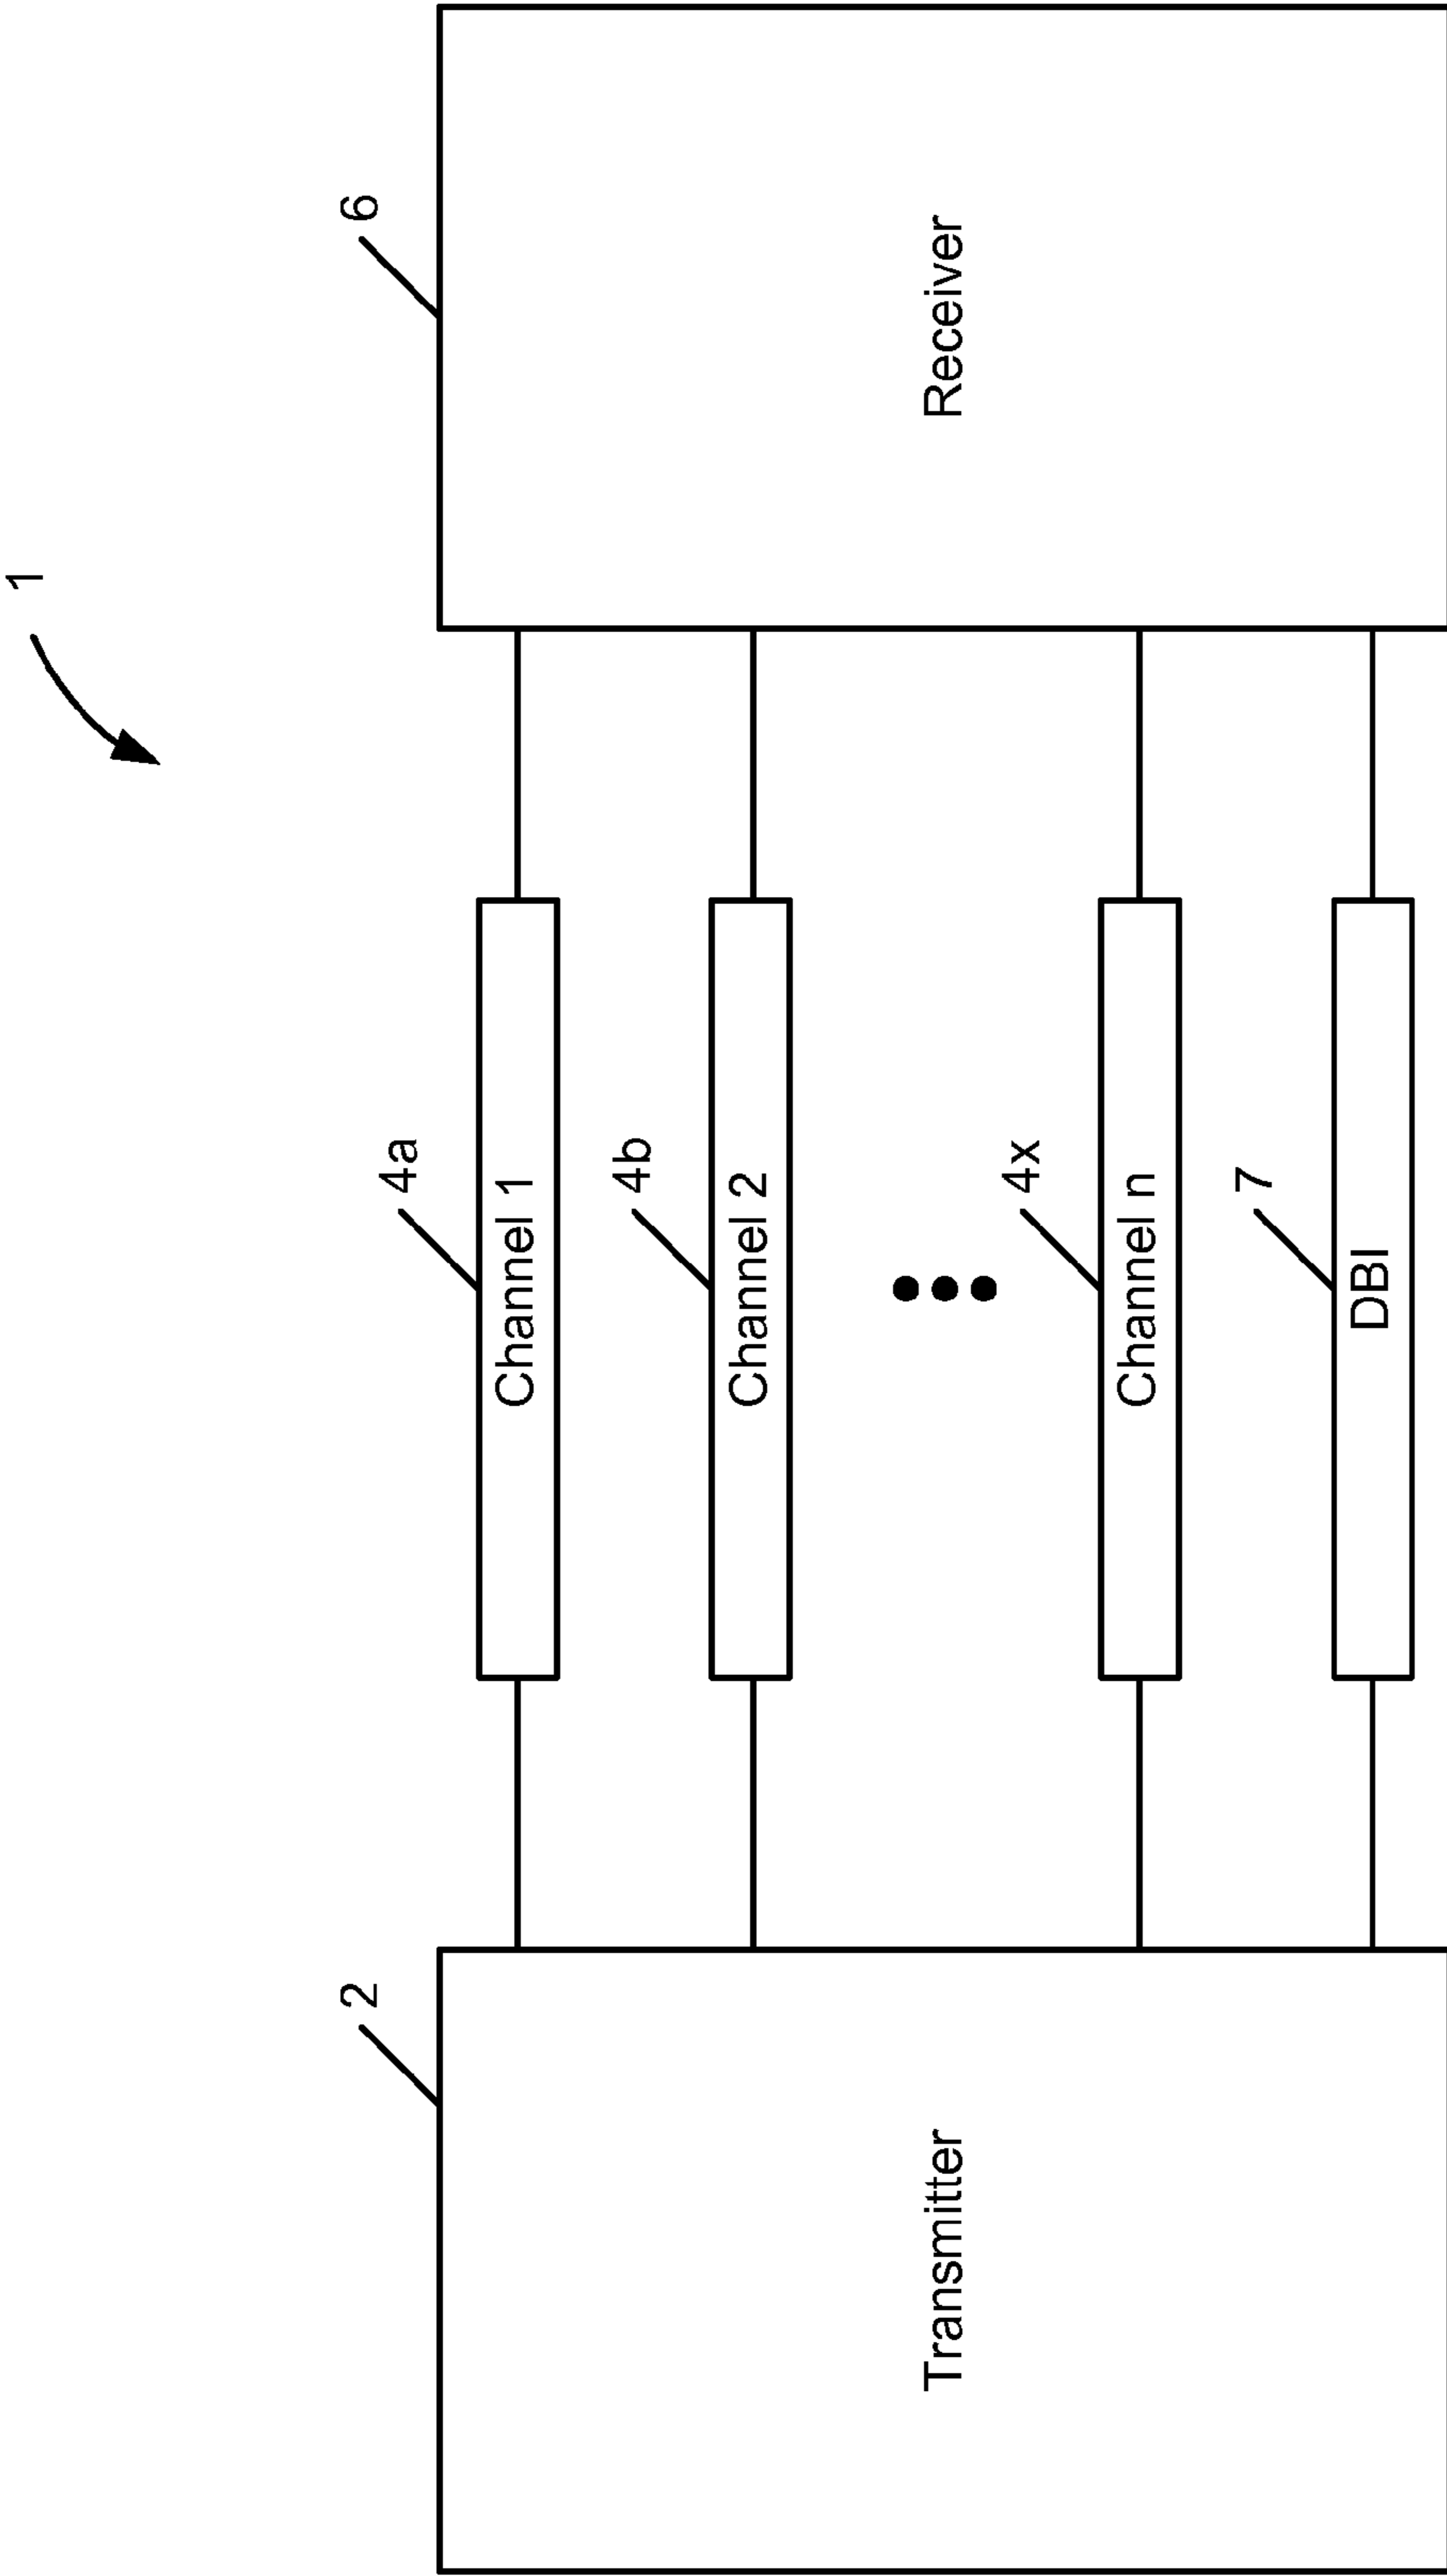 1
2
6
4a
Channel 1
4b
Channel 2
Transmitter
Receiver
4x
Channel n
7
DBI